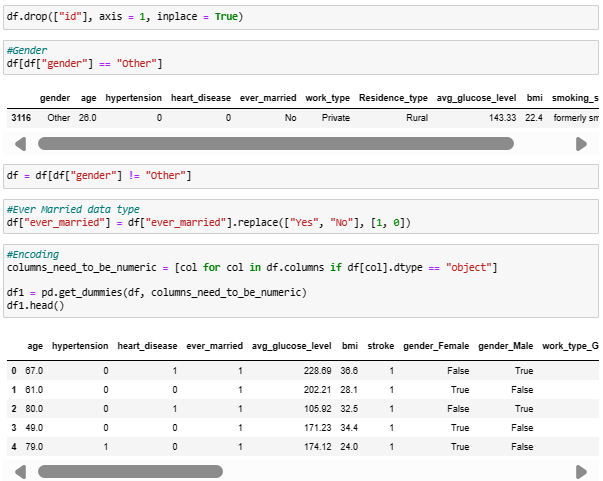 df.drop(["id"], axis = 1, inplace = True)
#Gender
df[df["gender"] == "Other"]
gender age hypertension heart_disease ever_married work_type Residence_type avg_glucose_level bmi smoking_s
3116 Other 26.0 0 0 No Private Rural 143.33 22.4 formerly sm
df = df[df["gender"] != "Other"]
#Ever Married data type
df["ever_married"] = df["ever_married"].replace(["Yes", "No"], [1, 0])
#Encoding
columns_need_to_be_numeric = [col for col in df.columns if df[col].dtype == "object"]
df1 = pd.get_dummies(df, columns_need_to_be_numeric)
df1.head()
age hypertension heart_disease ever_married avg_glucose_level bmi stroke gender_Female gender_Male work_type_G
0 67.0 0 1 1 228.69 36.6 1 False True
1 61.0 0 0 1 202.21 28.1 1 True False
2 80.0 0 1 1 105.92 32.5 1 False True
3 49.0 0 0 1 171.23 34.4 1 True False
4 79.0 1 0 1 174.12 24.0 1 True False